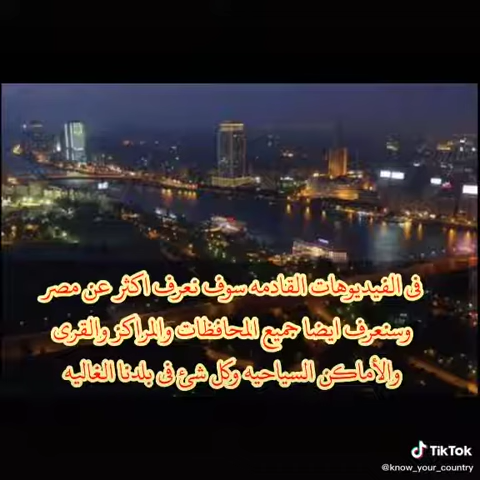 فى الفيديوهات القادمه سوف نعرف اكثر عن مصر
وسنعرف ايضا جميع المحافظات والمراكز والقرى
والأماكن السياحيه وكل شئ فى بلدنا الغاليه
TikTok
@know_your_country